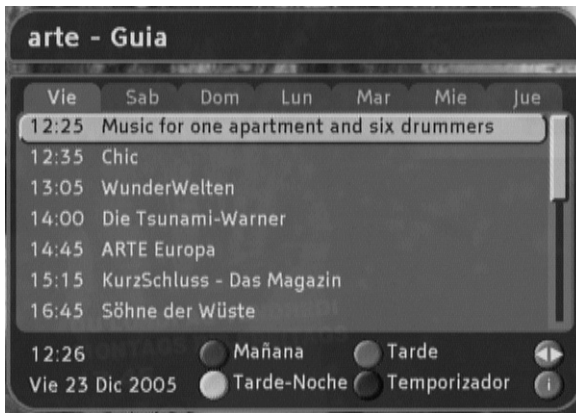 arte - Guia
Vie Sab Dom Lun Mar Mie Jue
12:25 Music for one apartment and six drummers
12:35 Chic
13:05 WunderWelten
14:00 Die Tsunami-Warner
14:45 ARTE Europa
15:15 KurzSchluss - Das Magazin
16:45 Söhne der Wüste
12:26 Mañana Tarde
Vie 23 Dic 2005 Tarde-Noche Temporizador i